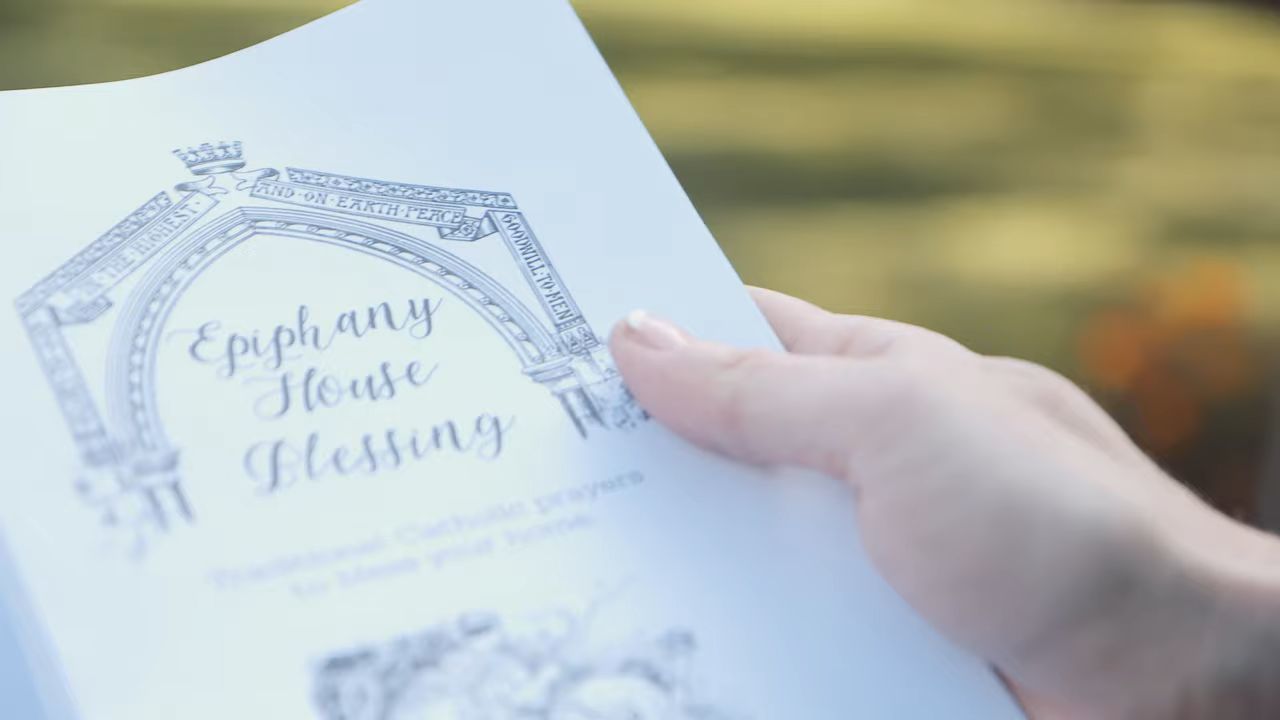 IN·THE·HIGHEST·
AND·ON·EARTH·PEACE
GOODWILL·TO·MEN
Epiphany
House
Blessing
Traditional Catholic prayers
to bless your home.